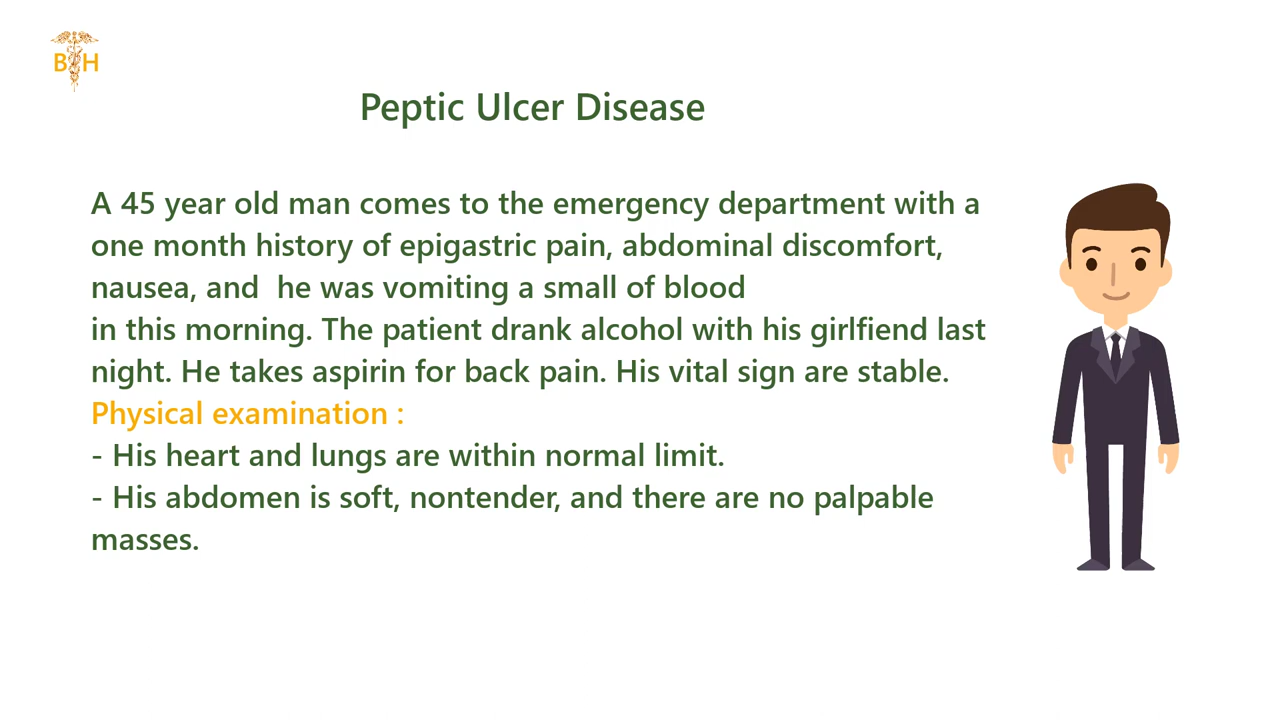 B H
Peptic Ulcer Disease
A 45 year old man comes to the emergency department with a
one month history of epigastric pain, abdominal discomfort,
nausea, and  he was vomiting a small of blood
in this morning. The patient drank alcohol with his girlfiend last
night. He takes aspirin for back pain. His vital sign are stable.
Physical examination :
- His heart and lungs are within normal limit.
- His abdomen is soft, nontender, and there are no palpable
masses.